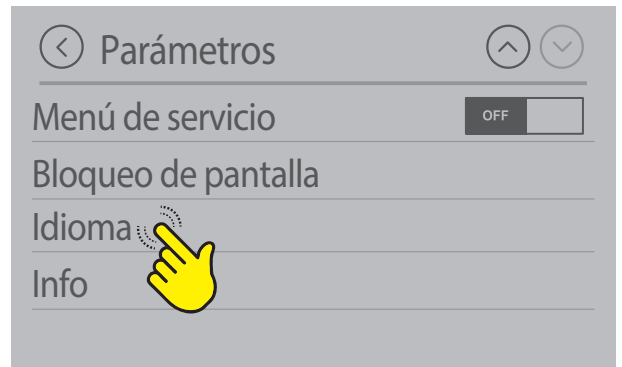 Parámetros
Menú de servicio OFF
Bloqueo de pantalla
Idioma
Info